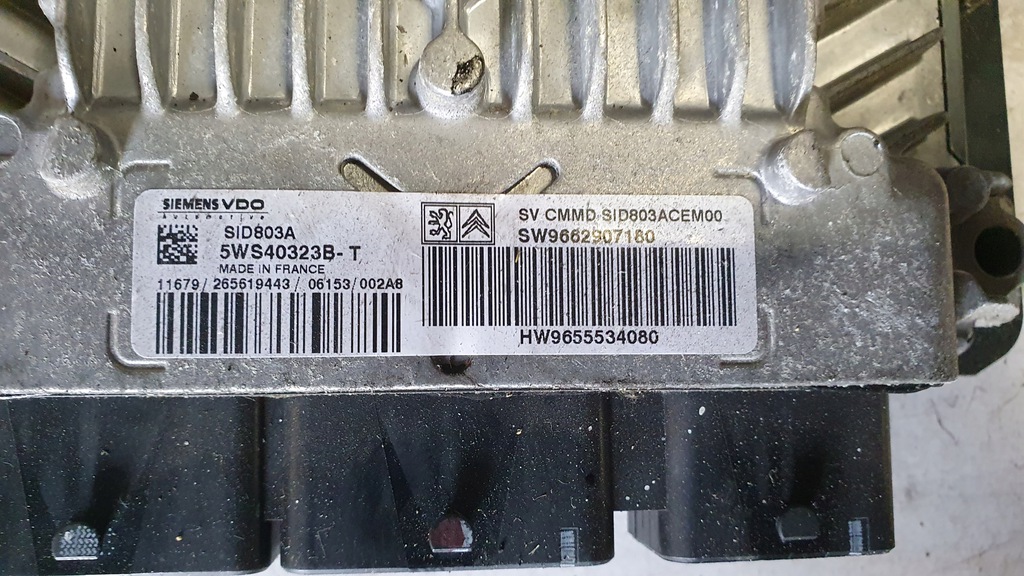 SIEMENS VDO
Automotive
SID803A
5WS40323B-T
MADE IN FRANCE
11679/265619443/06153/002A8
SV CMMD SID803ACEM00
SW9662907180
HW9655534080